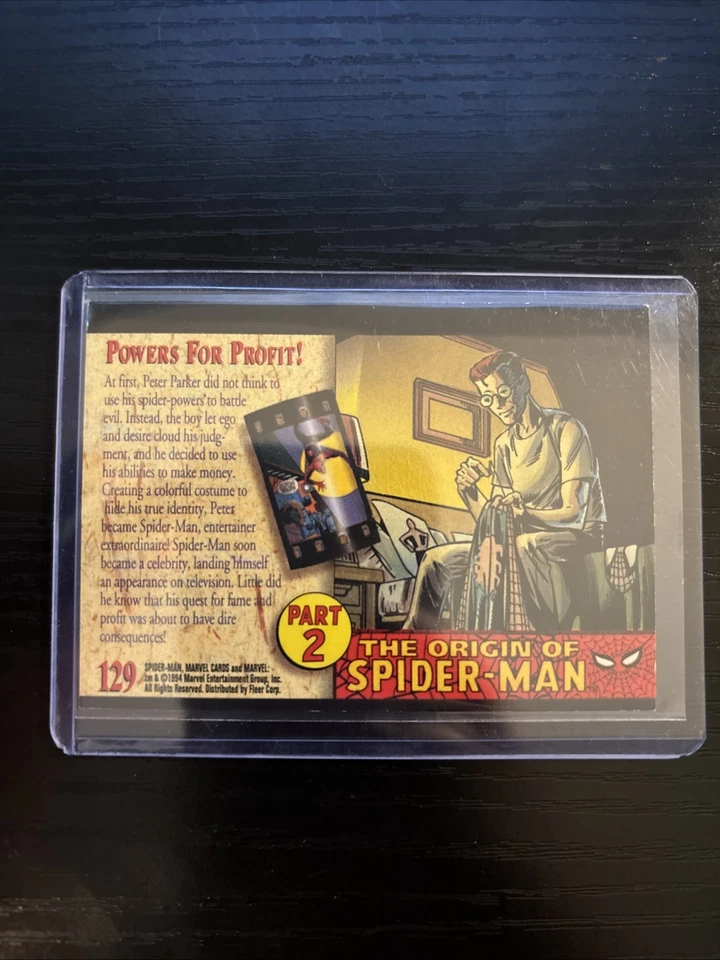 POWERS FOR PROFIT!
At first, Peter Parker did not think to
use his spider-powers to battle
evil. Instead, the boy let ego
and desire cloud his judg-
ment, and he decided to use
his abilities to make money.
Creating a colorful costume to
hide his true identity, Peter
became Spider-Man, entertainer
extraordinaire! Spider-Man soon
became a celebrity, landing himself
an appearance on television. Little did
he know that his quest for fame and
profit was about to have dire
consequences!
129
SPIDER-MAN, MARVEL CARDS and MARVEL:
tm & ©1994 Marvel Entertainment Group, Inc.
All Rights Reserved. Distributed by Fleer Corp.
PART
2
THE ORIGIN OF
SPIDER-MAN